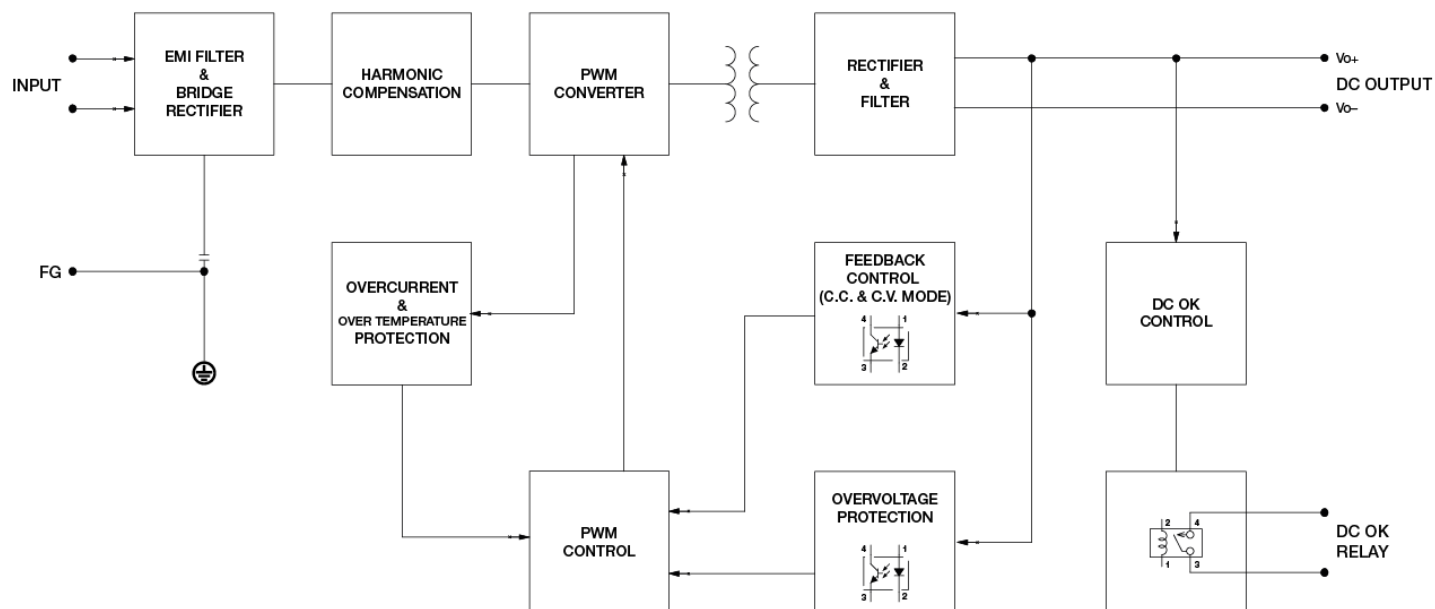 INPUT
EMI FILTER
&
BRIDGE
RECTIFIER
HARMONIC
COMPENSATION
PWM
CONVERTER
RECTIFIER
&
FILTER
Vo+
DC OUTPUT
Vo–
FG
OVERCURRENT
&
OVER TEMPERATURE
PROTECTION
FEEDBACK
CONTROL
(C.C. & C.V. MODE)
4 1
3 2
DC OK
CONTROL
PWM
CONTROL
OVERVOLTAGE
PROTECTION
4 1
3 2
2 4
1 3
DC OK
RELAY